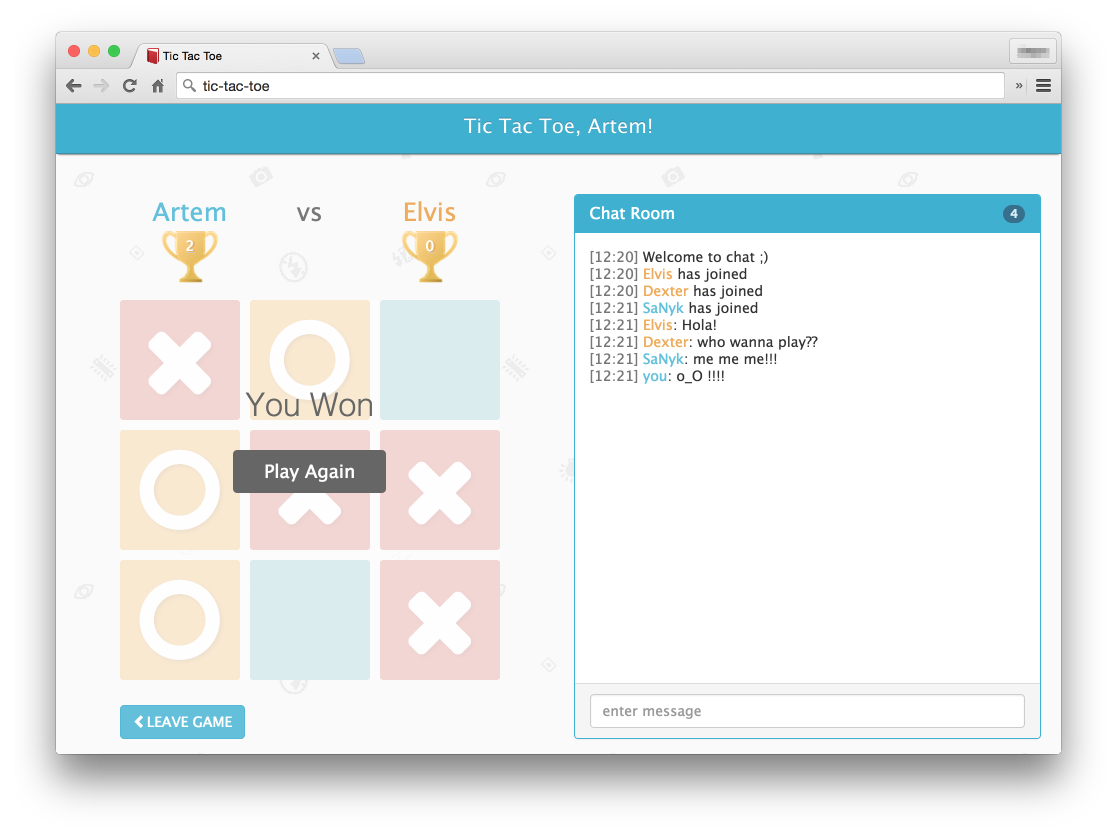 Tic Tac Toe
tic-tac-toe
Tic Tac Toe, Artem!
Artem vs Elvis
2 0
You Won
Play Again
LEAVE GAME
Chat Room 4
[12:20] Welcome to chat ;)
[12:20] Elvis has joined
[12:20] Dexter has joined
[12:21] SaNyk has joined
[12:21] Elvis: Hola!
[12:21] Dexter: who wanna play??
[12:21] SaNyk: me me me!!!
[12:21] you: o_O !!!!
enter message